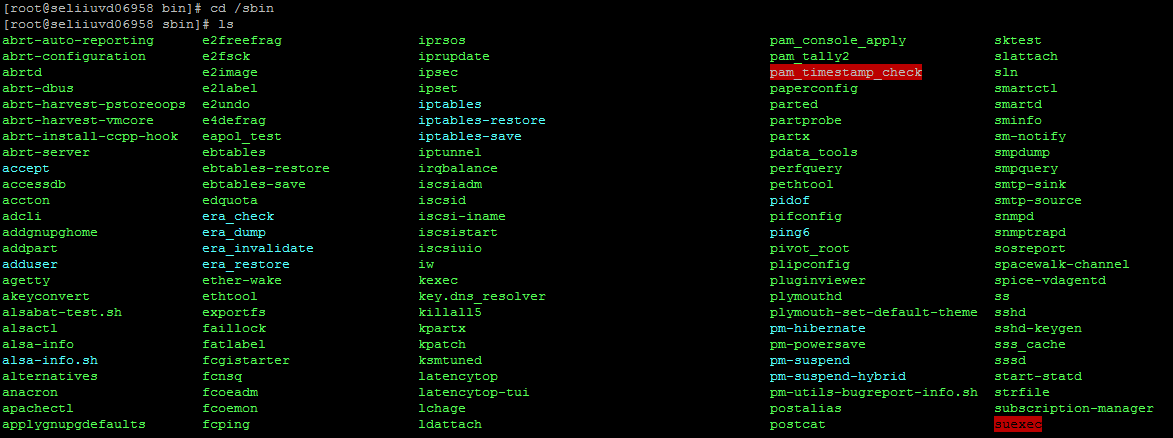 [root@seliiuvd06958 bin]# cd /sbin
[root@seliiuvd06958 sbin]# ls
abrt-auto-reporting e2freefrag iprsos pam_console_apply sktest
abrt-configuration e2fsck iprupdate pam_tally2 slattach
abrtd e2image ipsec pam_timestamp_check sln
abrt-dbus e2label ipset paperconfig smartctl
abrt-harvest-pstoreoops e2undo iptables parted smartd
abrt-harvest-vmcore e4defrag iptables-restore partprobe sminfo
abrt-install-ccpp-hook eapol_test iptables-save partx sm-notify
abrt-server ebtables iptunnel pdata_tools smpdump
accept ebtables-restore irqbalance perfquery smpquery
accessdb ebtables-save iscsiadm pethtool smtp-sink
accton edquota iscsid pidof smtp-source
adcli era_check iscsi-iname pifconfig snmpd
addgnupghome era_dump iscsistart ping6 snmptrapd
addpart era_invalidate iscsiuio pivot_root sosreport
adduser era_restore iw plipconfig spacewalk-channel
agetty ether-wake kexec pluginviewer spice-vdagentd
akeyconvert ethtool key.dns_resolver plymouthd ss
alsabat-test.sh exportfs killall5 plymouth-set-default-theme sshd
alsactl faillock kpartx pm-hibernate sshd-keygen
alsa-info fatlabel kpatch pm-powersave sss_cache
alsa-info.sh fcgistarter ksmtuned pm-suspend sssd
alternatives fcnsq latencytop pm-suspend-hybrid start-statd
anacron fcoeadm latencytop-tui pm-utils-bugreport-info.sh strfile
apachectl fcoemon lchage postalias subscription-manager
applygnupgdefaults fcping ldattach postcat suexec